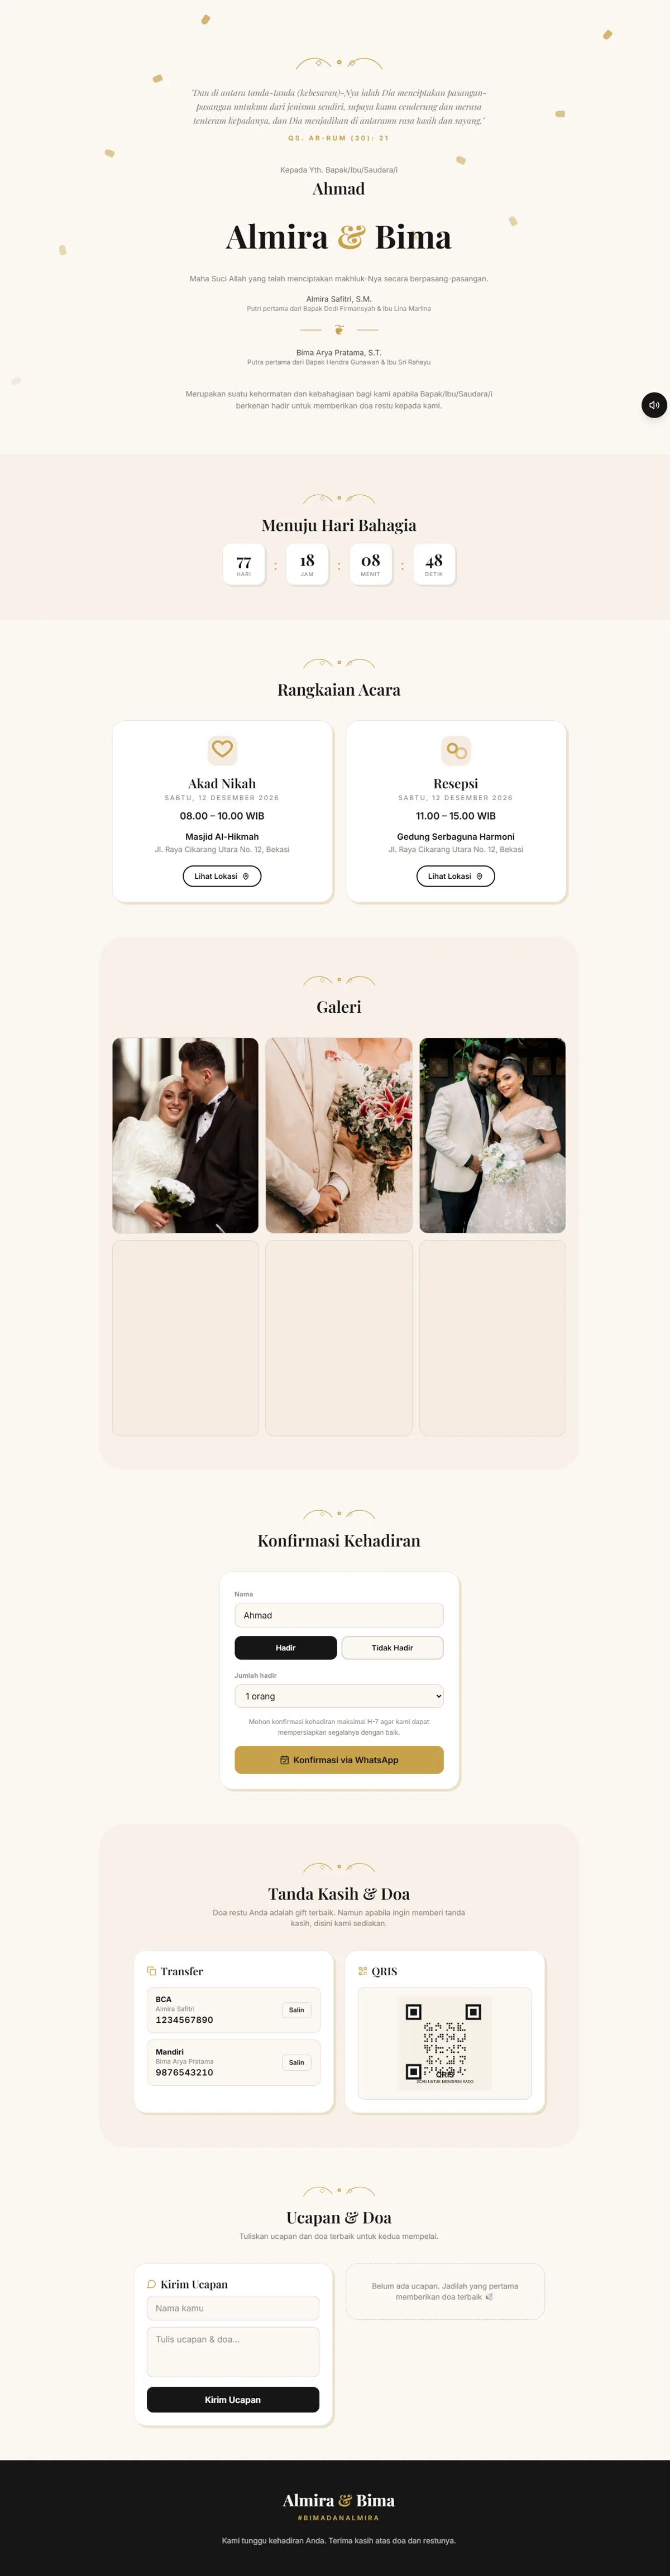 "Dan di antara tanda-tanda (kebesaran)-Nya ialah Dia menciptakan pasangan-
pasangan untukmu dari jenismu sendiri, supaya kamu cenderung dan merasa
tenteram kepadanya, dan Dia menjadikan di antaramu rasa kasih dan sayang."
QS. AR-RUM (30): 21
Kepada Yth. Bapak/Ibu/Saudara/i
Ahmad
Almira & Bima
Maha Suci Allah yang telah menciptakan makhluk-Nya secara berpasang-pasangan.
Almira Safitri, S.M.
Putri pertama dari Bapak Dedi Firmansyah & Ibu Lina Marlina
Bima Arya Pratama, S.T.
Putra pertama dari Bapak Hendra Gunawan & Ibu Sri Rahayu
Merupakan suatu kehormatan dan kebahagiaan bagi kami apabila Bapak/Ibu/Saudara/i
berkenan hadir untuk memberikan doa restu kepada kami.
Menuju Hari Bahagia
77 : 18 : 08 : 48
HARI JAM MENIT DETIK
Rangkaian Acara
Akad Nikah
SABTU, 12 DESEMBER 2026
08.00 – 10.00 WIB
Masjid Al-Hikmah
Jl. Raya Cikarang Utara No. 12, Bekasi
Lihat Lokasi
Resepsi
SABTU, 12 DESEMBER 2026
11.00 – 15.00 WIB
Gedung Serbaguna Harmoni
Jl. Raya Cikarang Utara No. 12, Bekasi
Lihat Lokasi
Galeri
Konfirmasi Kehadiran
Nama
Ahmad
Hadir
Tidak Hadir
Jumlah hadir
1 orang
Mohon konfirmasi kehadiran maksimal H-7 agar kami dapat
mempersiapkan segalanya dengan baik.
Konfirmasi via WhatsApp
Tanda Kasih & Doa
Doa restu Anda adalah gift terbaik. Namun apabila ingin memberi tanda
kasih, disini kami sediakan.
Transfer
BCA
Almira Safitri
1234567890
Salin
Mandiri
Bima Arya Pratama
9876543210
Salin
QRIS
QRIS
SCAN UNTUK MENGIRIM KADO
Ucapan & Doa
Tuliskan ucapan dan doa terbaik untuk kedua mempelai.
Kirim Ucapan
Nama kamu
Tulis ucapan & doa...
Kirim Ucapan
Belum ada ucapan. Jadilah yang pertama
memberikan doa terbaik 🕊️
Almira & Bima
#BIMADANALMIRA
Kami tunggu kehadiran Anda. Terima kasih atas doa dan restunya.